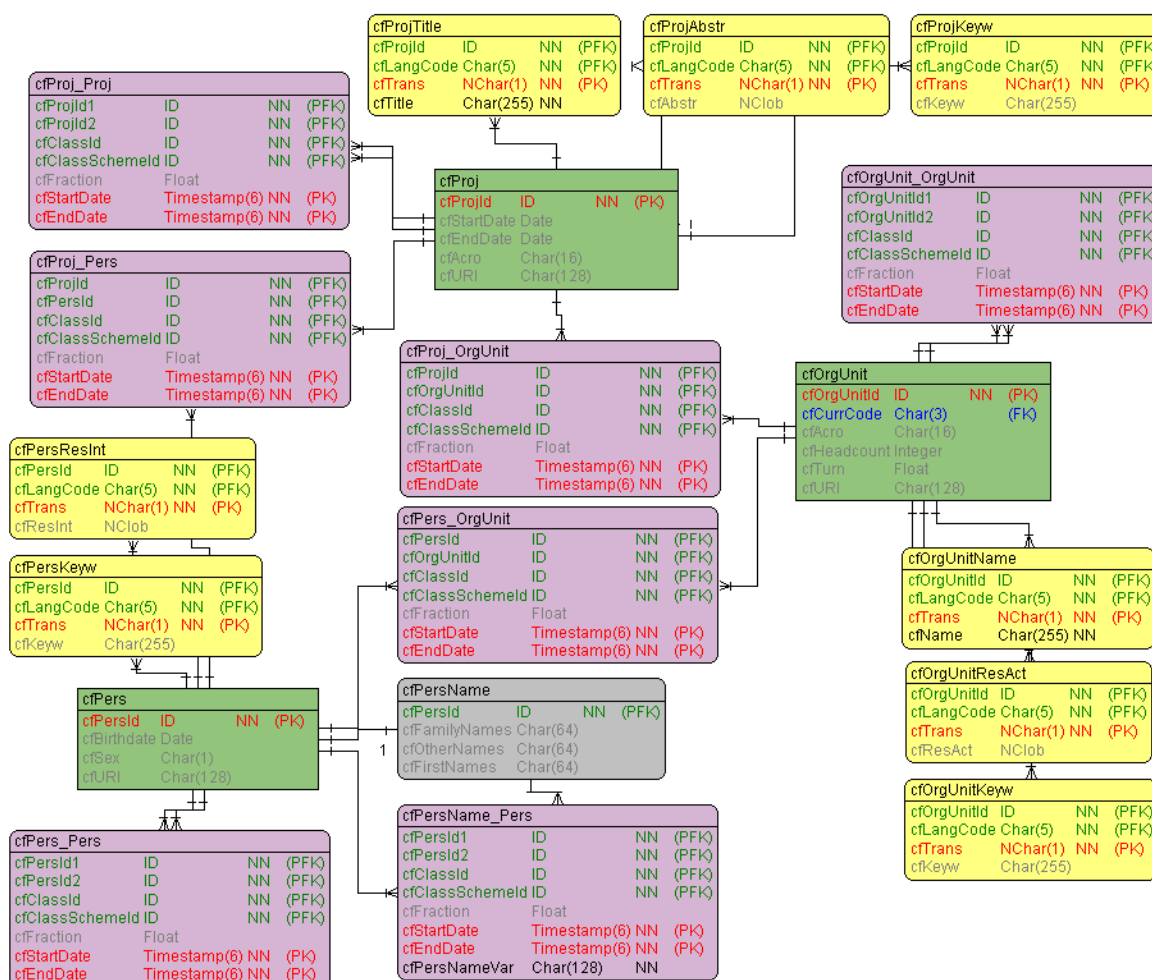 cfProjTitle
cfProjId ID NN (PFK)
cfLangCode Char(5) NN (PFK)
cfTrans NChar(1) NN (PK)
cfTitle Char(255) NN
cfProjAbstr
cfProjId ID NN (PFK)
cfLangCode Char(5) NN (PFK)
cfTrans NChar(1) NN (PK)
cfAbstr NClob
cfProjKeyw
cfProjId ID NN (PFK)
cfLangCode Char(5) NN (PFK)
cfTrans NChar(1) NN (PK)
cfKeyw Char(255)
cfProj_Proj
cfProjId1 ID NN (PFK)
cfProjId2 ID NN (PFK)
cfClassId ID NN (PFK)
cfClassSchemeId ID NN (PFK)
cfFraction Float
cfStartDate Timestamp(6) NN (PK)
cfEndDate Timestamp(6) NN (PK)
cfProj
cfProjId ID NN (PK)
cfStartDate Date
cfEndDate Date
cfAcro Char(16)
cfURI Char(128)
cfOrgUnit_OrgUnit
cfOrgUnitId1 ID NN (PFK)
cfOrgUnitId2 ID NN (PFK)
cfClassId ID NN (PFK)
cfClassSchemeId ID NN (PFK)
cfFraction Float
cfStartDate Timestamp(6) NN (PK)
cfEndDate Timestamp(6) NN (PK)
cfProj_Pers
cfProjId ID NN (PFK)
cfPersId ID NN (PFK)
cfClassId ID NN (PFK)
cfClassSchemeId ID NN (PFK)
cfFraction Float
cfStartDate Timestamp(6) NN (PK)
cfEndDate Timestamp(6) NN (PK)
cfProj_OrgUnit
cfProjId ID NN (PFK)
cfOrgUnitId ID NN (PFK)
cfClassId ID NN (PFK)
cfClassSchemeId ID NN (PFK)
cfFraction Float
cfStartDate Timestamp(6) NN (PK)
cfEndDate Timestamp(6) NN (PK)
cfOrgUnit
cfOrgUnitId ID NN (PK)
cfCurrCode Char(3) (FK)
cfAcro Char(16)
cfHeadcount Integer
cfTurn Float
cfURI Char(128)
cfPersResInt
cfPersId ID NN (PFK)
cfLangCode Char(5) NN (PFK)
cfTrans NChar(1) NN (PK)
cfResInt NClob
cfPers_OrgUnit
cfPersId ID NN (PFK)
cfOrgUnitId ID NN (PFK)
cfClassId ID NN (PFK)
cfClassSchemeId ID NN (PFK)
cfFraction Float
cfStartDate Timestamp(6) NN (PK)
cfEndDate Timestamp(6) NN (PK)
cfPersKeyw
cfPersId ID NN (PFK)
cfLangCode Char(5) NN (PFK)
cfTrans NChar(1) NN (PK)
cfKeyw Char(255)
cfOrgUnitName
cfOrgUnitId ID NN (PFK)
cfLangCode Char(5) NN (PFK)
cfTrans NChar(1) NN (PK)
cfName Char(255) NN
cfOrgUnitResAct
cfOrgUnitId ID NN (PFK)
cfLangCode Char(5) NN (PFK)
cfTrans NChar(1) NN (PK)
cfResAct NClob
cfPers
cfPersId ID NN (PK)
cfBirthdate Date
cfSex Char(1)
cfURI Char(128)
1
cfPersName
cfPersId ID NN (PFK)
cfFamilyNames Char(64)
cfOtherNames Char(64)
cfFirstNames Char(64)
cfOrgUnitKeyw
cfOrgUnitId ID NN (PFK)
cfLangCode Char(5) NN (PFK)
cfTrans NChar(1) NN (PK)
cfKeyw Char(255)
cfPers_Pers
cfPersId1 ID NN (PFK)
cfPersId2 ID NN (PFK)
cfClassId ID NN (PFK)
cfClassSchemeId ID NN (PFK)
cfFraction Float
cfStartDate Timestamp(6) NN (PK)
cfEndDate Timestamp(6) NN (PK)
cfPersName_Pers
cfPersId1 ID NN (PFK)
cfPersId2 ID NN (PFK)
cfClassId ID NN (PFK)
cfClassSchemeId ID NN (PFK)
cfFraction Float
cfStartDate Timestamp(6) NN (PK)
cfEndDate Timestamp(6) NN (PK)
cfPersNameVar Char(128) NN